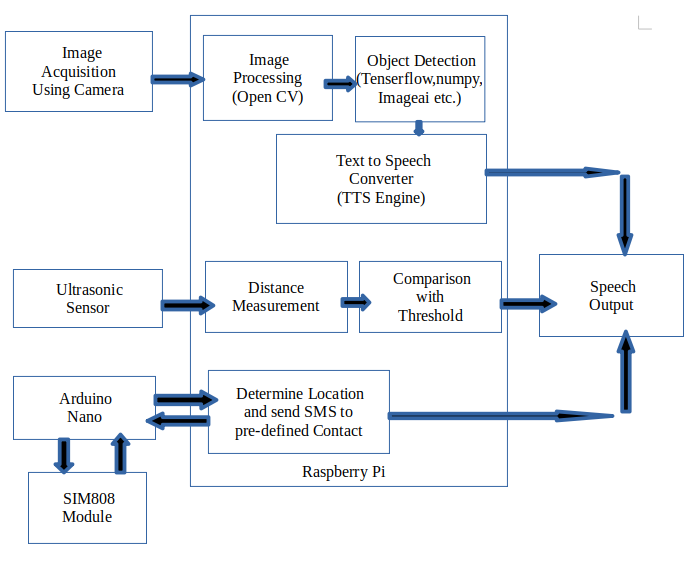 Image
Acquisition
Using Camera
Image
Processing
(Open CV)
Object Detection
(Tenserflow,numpy,
Imageai etc.)
Text to Speech
Converter
(TTS Engine)
Ultrasonic
Sensor
Distance
Measurement
Comparison
with
Threshold
Speech
Output
Arduino
Nano
Determine Location
and send SMS to
pre-defined Contact
Raspberry Pi
SIM808
Module